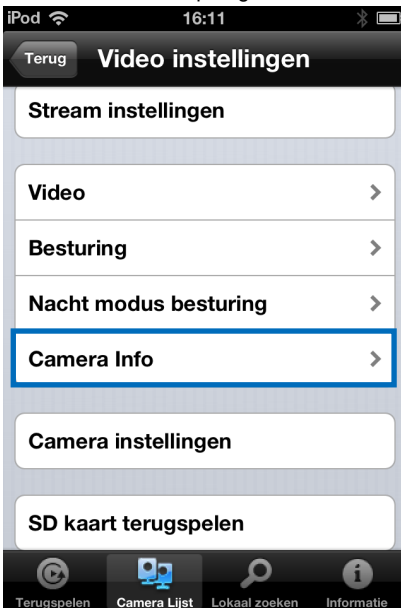 iPod 16:11
Terug Video instellingen
Stream instellingen
Video
Besturing
Nacht modus besturing
Camera Info
Camera instellingen
SD kaart terugspelen
Terugspelen Camera Lijst Lokaal zoeken Informatie